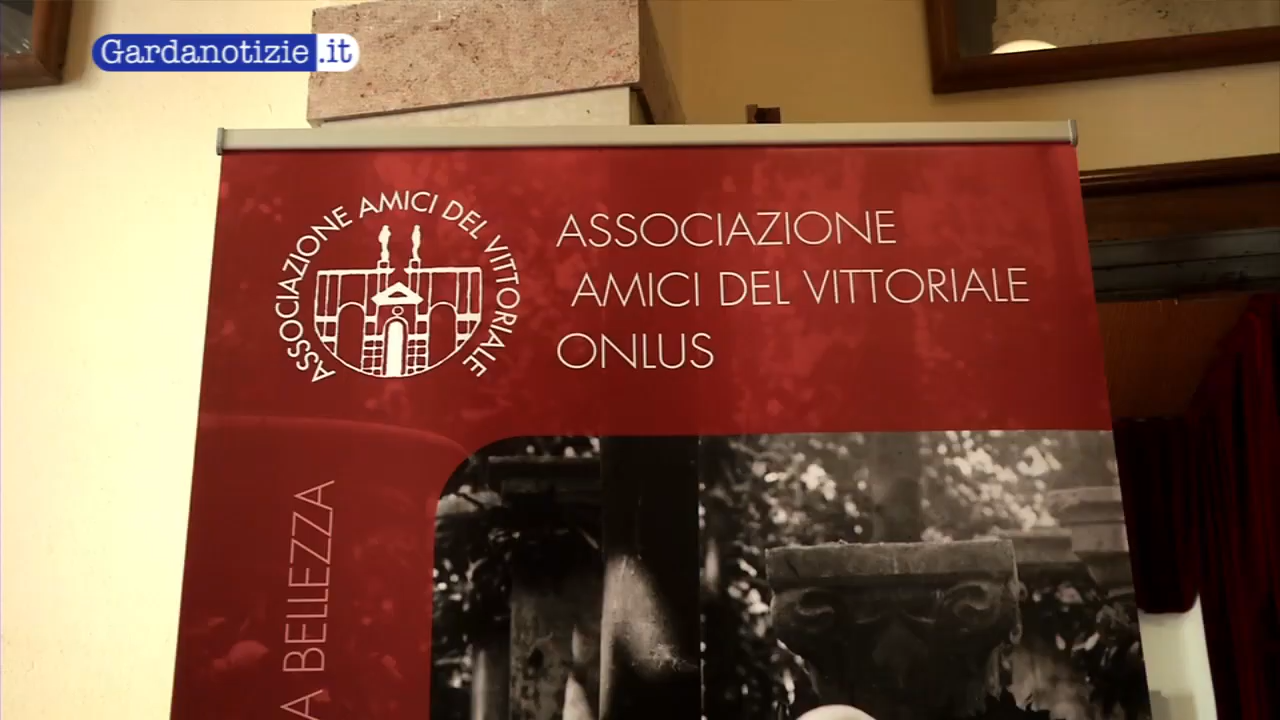 Gardanotizie.it
ASSOCIAZIONE AMICI DEL VITTORIALE
ASSOCIAZIONE
AMICI DEL VITTORIALE
ONLUS
A BELLEZZA